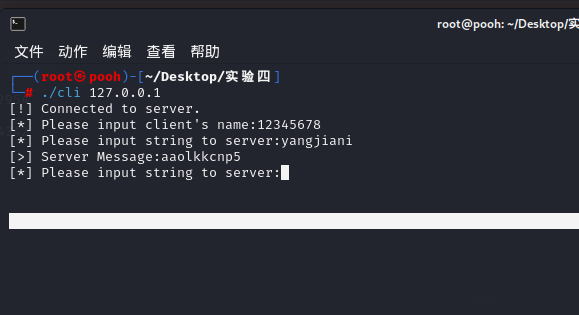 root@pooh: ~/Desktop/实
文件 动作 编辑 查看 帮助
┌──(root㉿pooh)-[~/Desktop/实验四]
└─# ./cli 127.0.0.1
[!] Connected to server.
[*] Please input client's name:12345678
[*] Please input string to server:yangjiani
[>] Server Message:aaolkkcnp5
[*] Please input string to server: